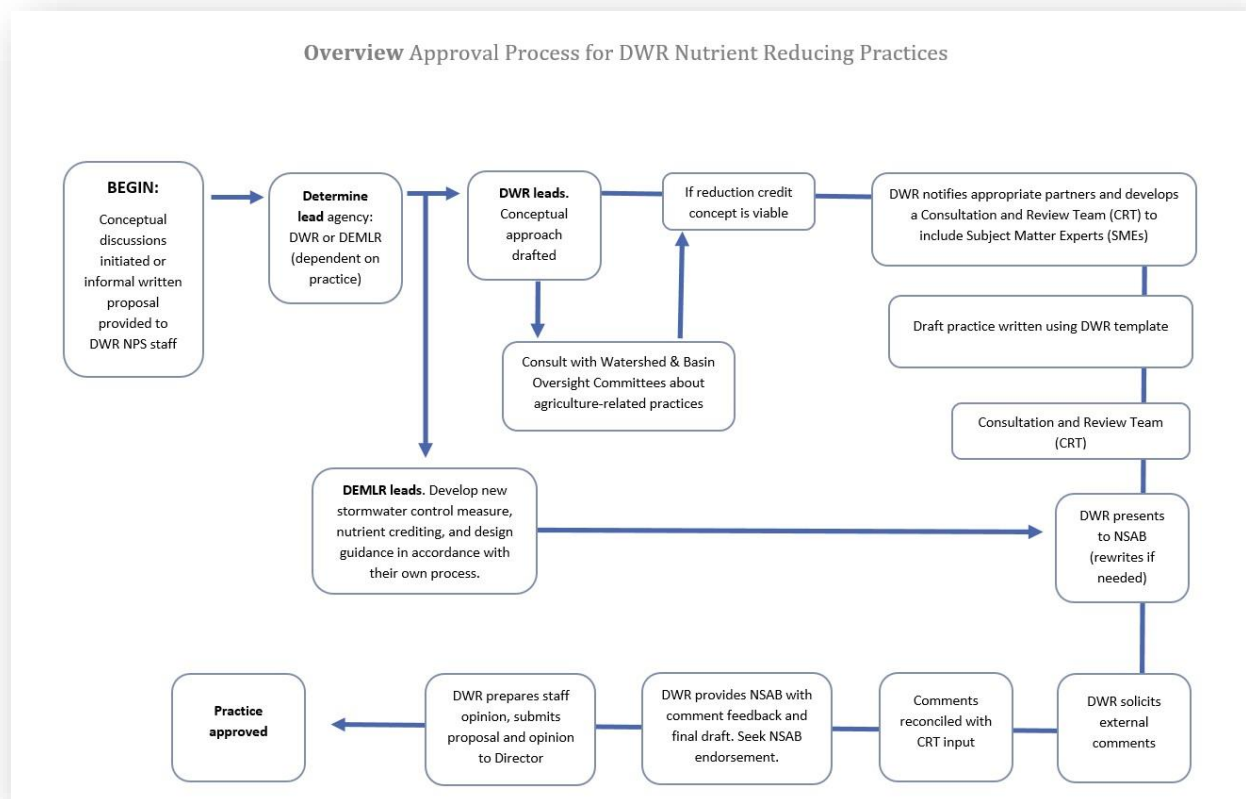 Overview Approval Process for DWR Nutrient Reducing Practices
BEGIN:
Conceptual
discussions
initiated or
informal written
proposal
provided to
DWR NPS staff
Determine
lead agency:
DWR or DEMLR
(dependent on
practice)
DWR leads.
Conceptual
approach
drafted
If reduction credit
concept is viable
DWR notifies appropriate partners and develops
a Consultation and Review Team (CRT) to
include Subject Matter Experts (SMEs)
Consult with Watershed & Basin
Oversight Committees about
agriculture-related practices
Draft practice written using DWR template
Consultation and Review Team
(CRT)
DEMLR leads. Develop new
stormwater control measure,
nutrient crediting, and design
guidance in accordance with
their own process.
DWR presents
to NSAB
(rewrites if
needed)
Practice
approved
DWR prepares staff
opinion, submits
proposal and opinion
to Director
DWR provides NSAB with
comment feedback and
final draft. Seek NSAB
endorsement.
Comments
reconciled with
CRT input
DWR solicits
external
comments